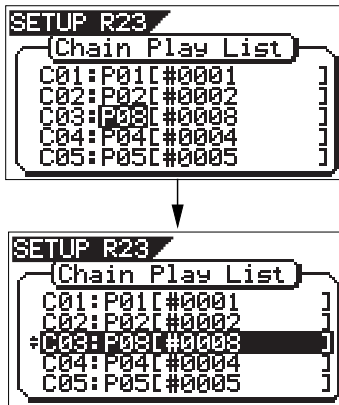 SETUP R23
Chain Play List
C01:P01[#0001 ]
C02:P02[#0002 ]
C03:P08[#0008 ]
C04:P04[#0004 ]
C05:P05[#0005 ]
SETUP R23
Chain Play List
C01:P01[#0001 ]
C02:P02[#0002 ]
C03:P08[#0008 ]
C04:P04[#0004 ]
C05:P05[#0005 ]